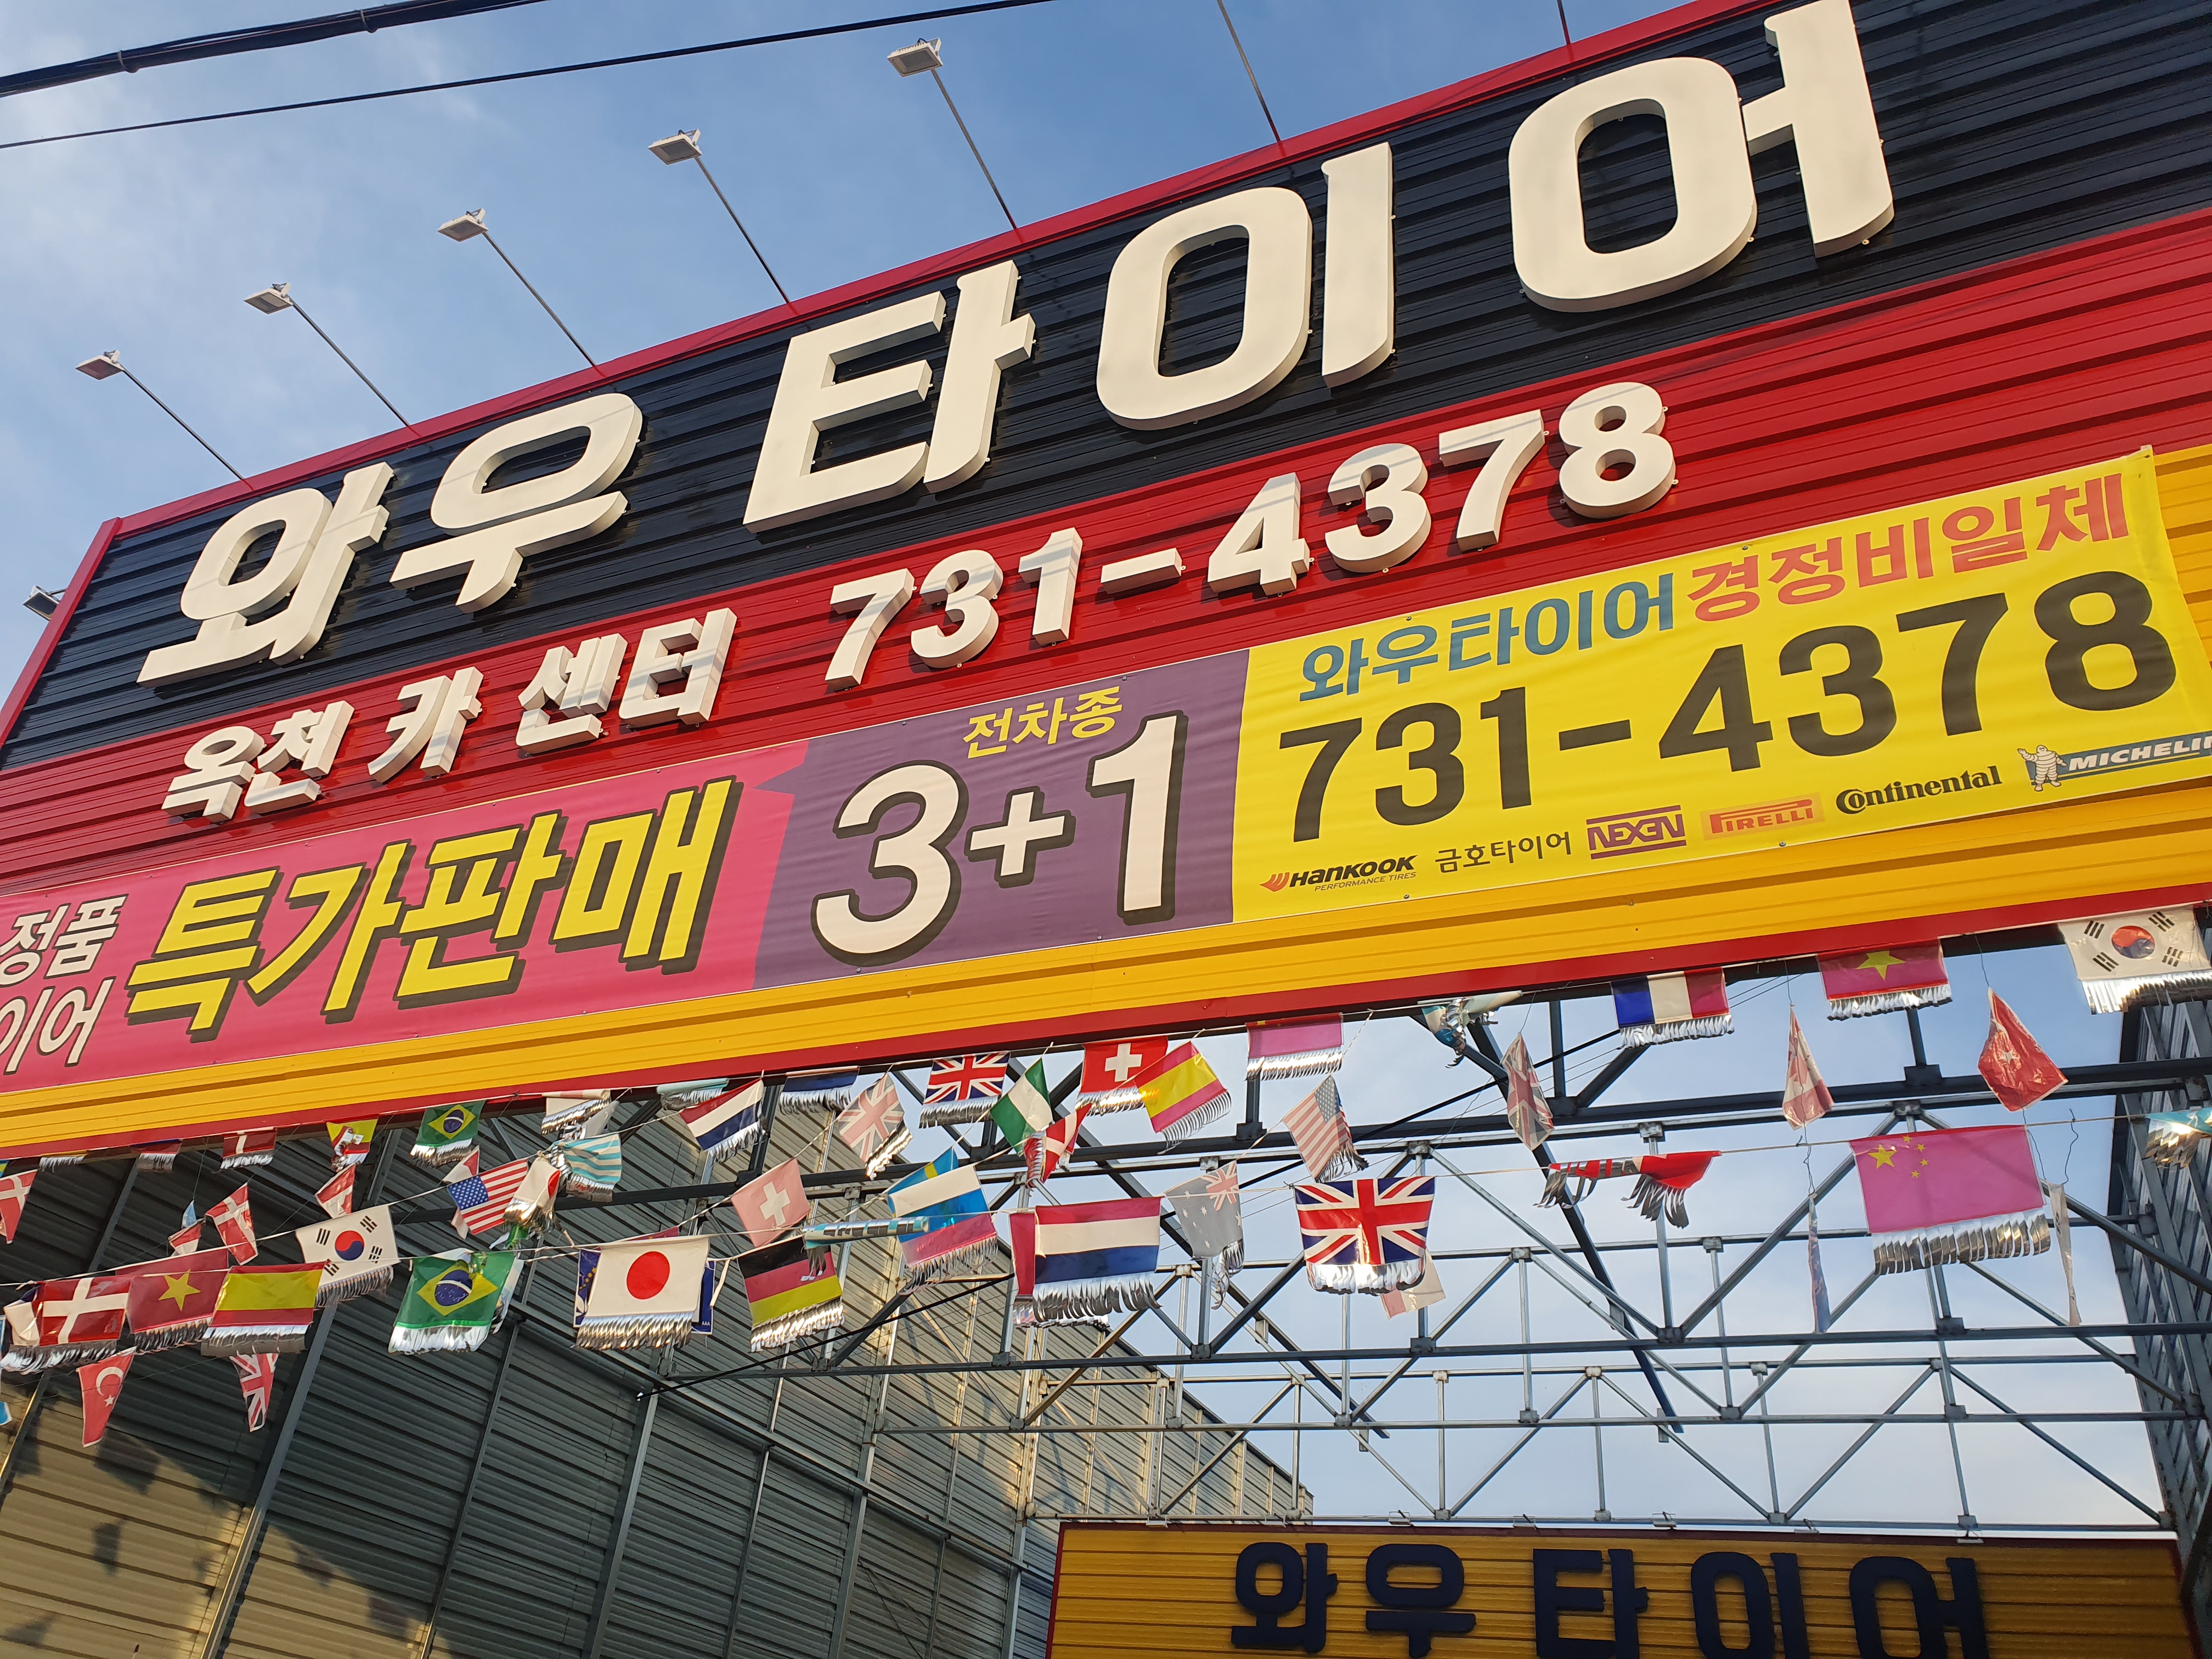 와우타이어
옥천카센터 731-4378
정품
이어
특가판매
전차종
3+1
와우타이어 경정비일체
731-4378
HANKOOK
PERFORMANCE TIRES
금호타이어
NEXEN
PIRELLI
Continental
MICHELIN
와우타이어